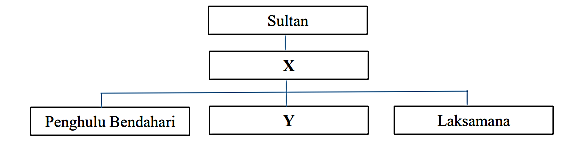 Sultan
X
Penghulu Bendahari
Y
Laksamana